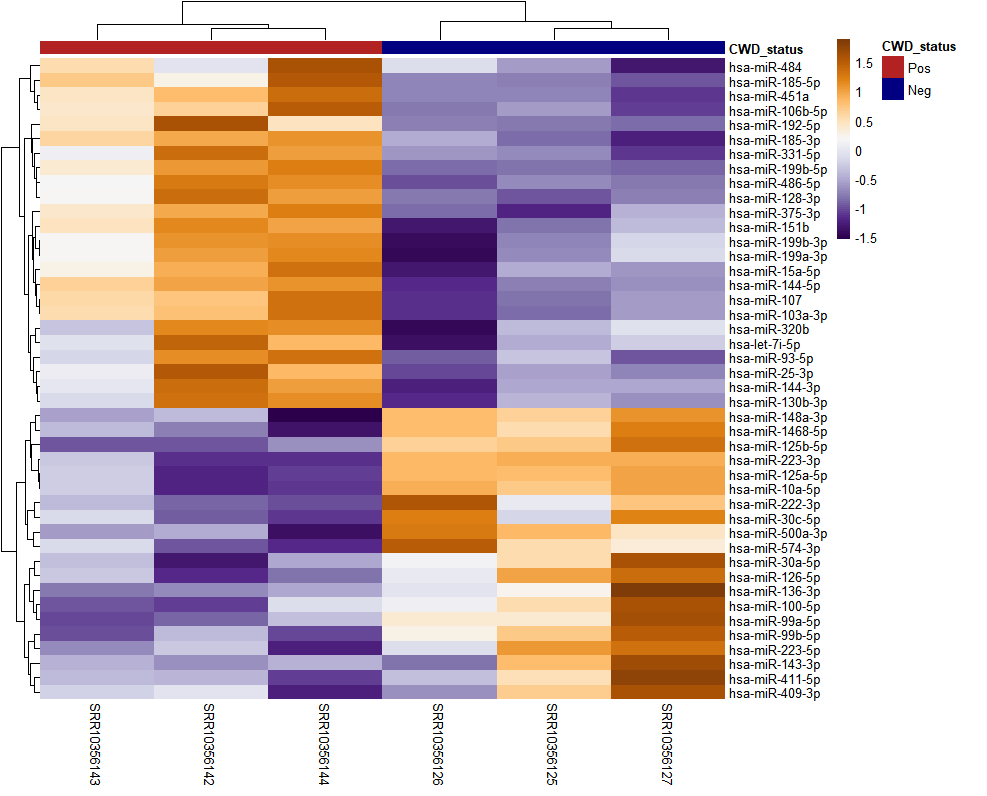 CWD_status
hsa-miR-484
hsa-miR-185-5p
hsa-miR-451a
hsa-miR-106b-5p
hsa-miR-192-5p
hsa-miR-185-3p
hsa-miR-331-5p
hsa-miR-199b-5p
hsa-miR-486-5p
hsa-miR-128-3p
hsa-miR-375-3p
hsa-miR-151b
hsa-miR-199b-3p
hsa-miR-199a-3p
hsa-miR-15a-5p
hsa-miR-144-5p
hsa-miR-107
hsa-miR-103a-3p
hsa-miR-320b
hsa-let-7i-5p
hsa-miR-93-5p
hsa-miR-25-3p
hsa-miR-144-3p
hsa-miR-130b-3p
hsa-miR-148a-3p
hsa-miR-1468-5p
hsa-miR-125b-5p
hsa-miR-223-3p
hsa-miR-125a-5p
hsa-miR-10a-5p
hsa-miR-222-3p
hsa-miR-30c-5p
hsa-miR-500a-3p
hsa-miR-574-3p
hsa-miR-30a-5p
hsa-miR-126-5p
hsa-miR-136-3p
hsa-miR-100-5p
hsa-miR-99a-5p
hsa-miR-99b-5p
hsa-miR-223-5p
hsa-miR-143-3p
hsa-miR-411-5p
hsa-miR-409-3p
SRR10356143
SRR10356142
SRR10356144
SRR10356126
SRR10356125
SRR10356127
1.5
1
0.5
0
-0.5
-1
-1.5
CWD_status
Pos
Neg